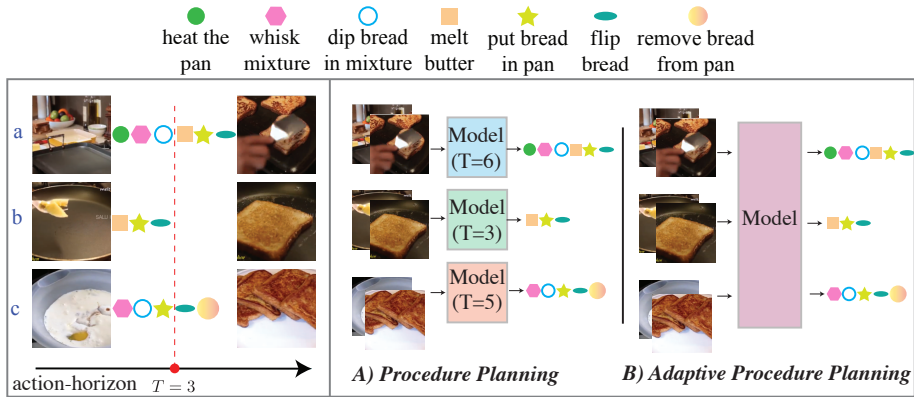 heat the pan
whisk mixture
dip bread in mixture
melt butter
put bread in pan
flip bread
remove bread from pan
a
b
c
action-horizon
T = 3
Model
(T=6)
Model
(T=3)
Model
(T=5)
A) Procedure Planning
Model
B) Adaptive Procedure Planning